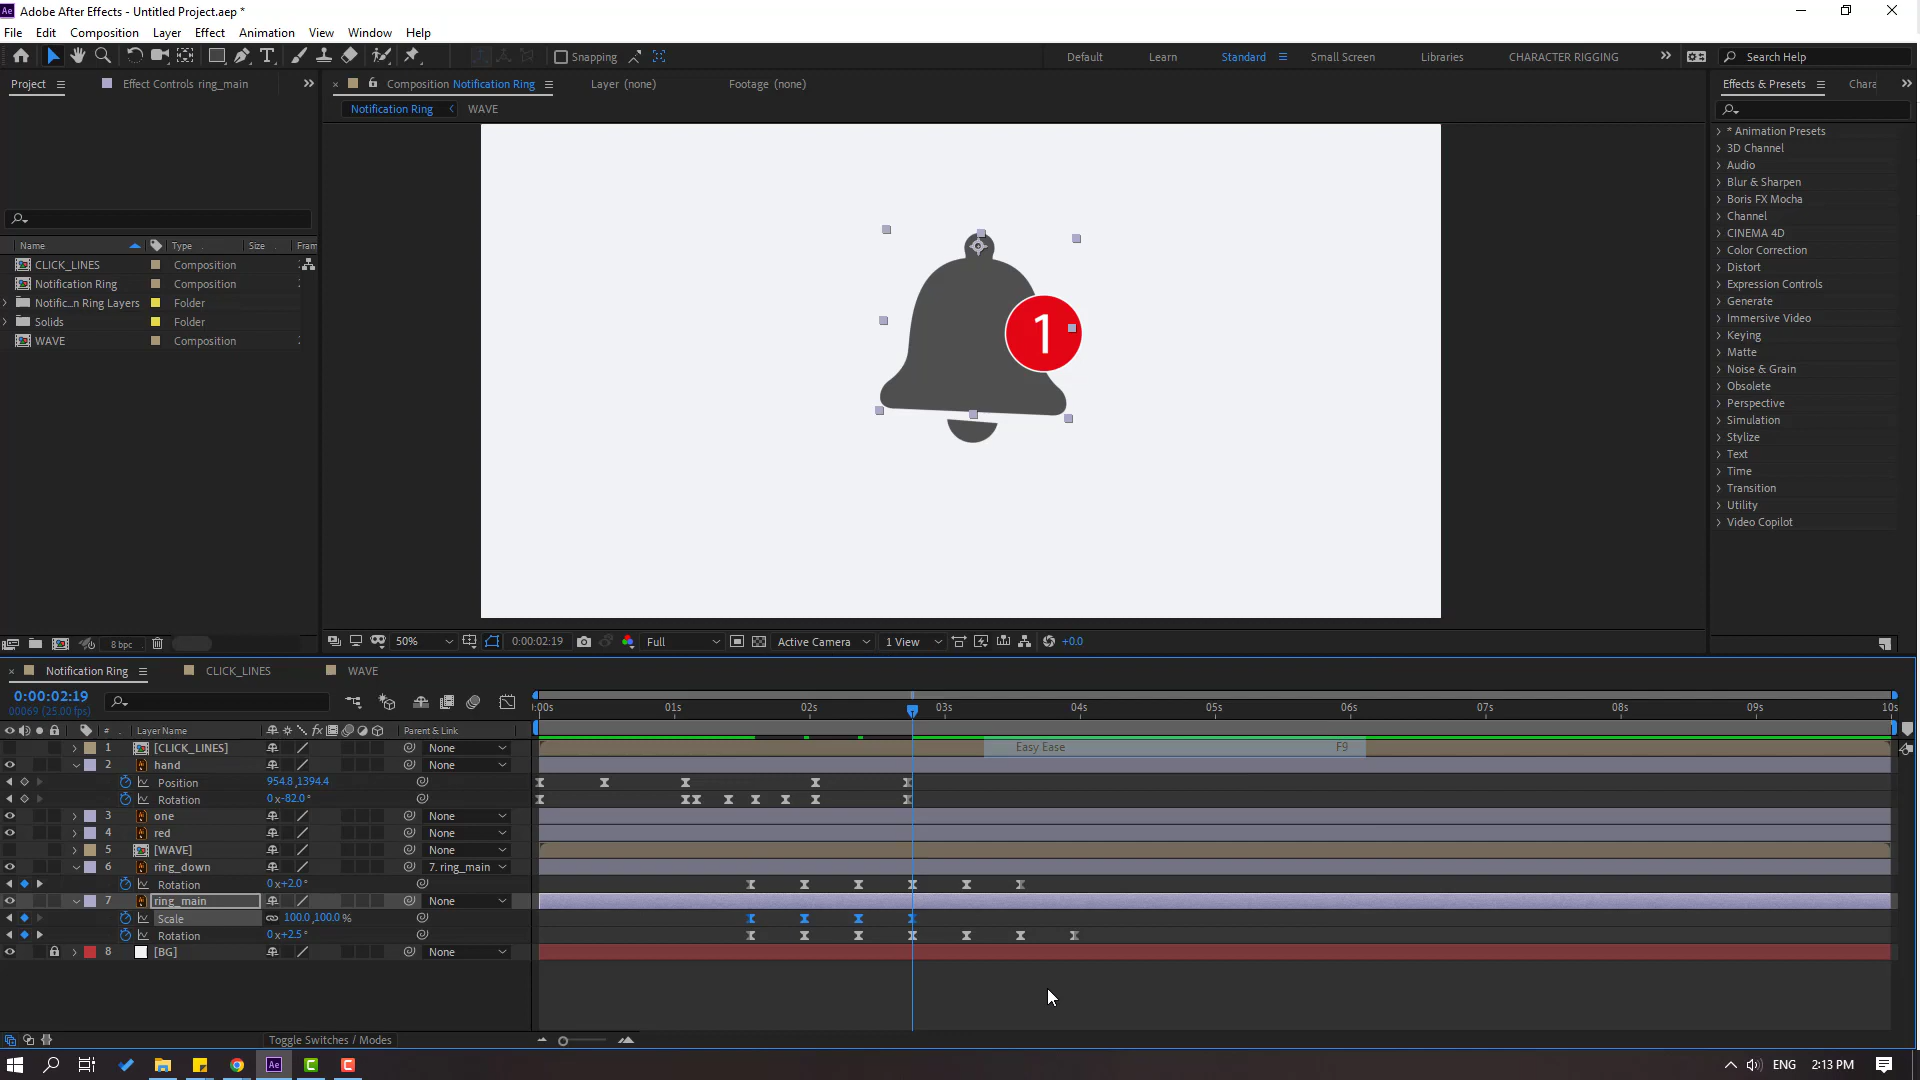 Adobe After Effects - Untitled Project.aep *
File Edit Composition Layer Effect Animation View Window Help
Snapping
Default Learn Standard Small Screen Libraries CHARACTER RIGGING Search Help
Project Effect Controls ring_main
Composition Notification Ring Layer (none) Footage (none)
Effects & Presets Chara
Notification Ring WAVE
* Animation Presets
3D Channel
Audio
Blur & Sharpen
Boris FX Mocha
Channel
CINEMA 4D
Color Correction
Distort
Expression Controls
Generate
Immersive Video
Keying
Matte
Noise & Grain
Obsolete
Perspective
Simulation
Stylize
Text
Time
Transition
Utility
Video Copilot
Name Type Size Fram
CLICK_LINES Composition
Notification Ring Composition
Notific...n Ring Layers Folder
Solids Folder
WAVE Composition
1
8 bpc
50% 0:00:02:19 Full Active Camera 1 View +0.0
Notification Ring CLICK_LINES WAVE
0:00:02:19
00069 (25.00 fps)
:00s 01s 02s 03s 04s 05s 06s 07s 08s 09s 10s
# Layer Name Parent & Link
1 [CLICK_LINES] None
Easy Ease F9
2 hand None
Position 954.8,1394.4
Rotation 0x-82.0°
3 one None
4 red None
5 [WAVE] None
6 ring_down 7. ring_main
Rotation 0x+2.0°
7 ring_main None
Scale 100.0,100.0%
Rotation 0x+2.5°
8 [BG] None
Toggle Switches / Modes
ENG 2:13 PM